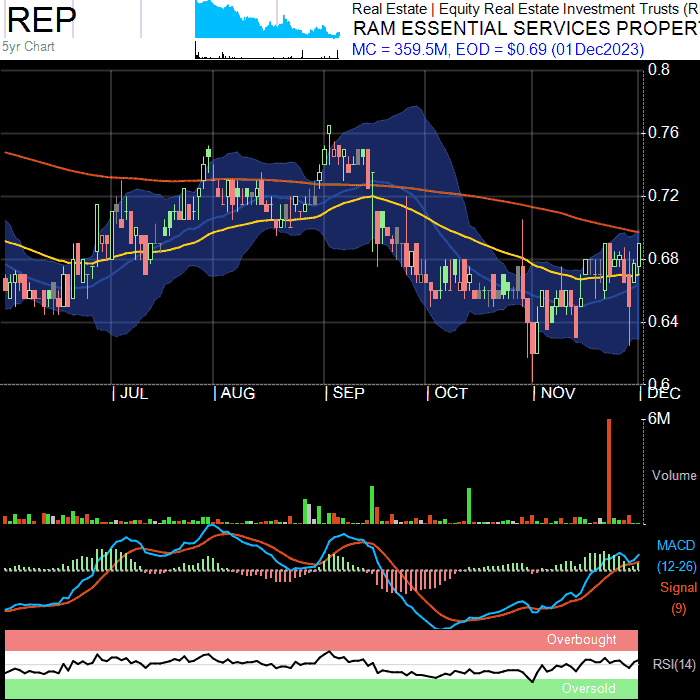 REP
5yr Chart
Real Estate | Equity Real Estate Investment Trusts (R
RAM ESSENTIAL SERVICES PROPER
MC = 359.5M, EOD = $0.69 (01Dec2023)
0.8
0.76
0.72
0.68
0.64
0.6
JUL
AUG
SEP
OCT
NOV
DEC
6M
Volume
MACD
(12-26)
Signal
(9)
Overbought
RSI(14)
Oversold